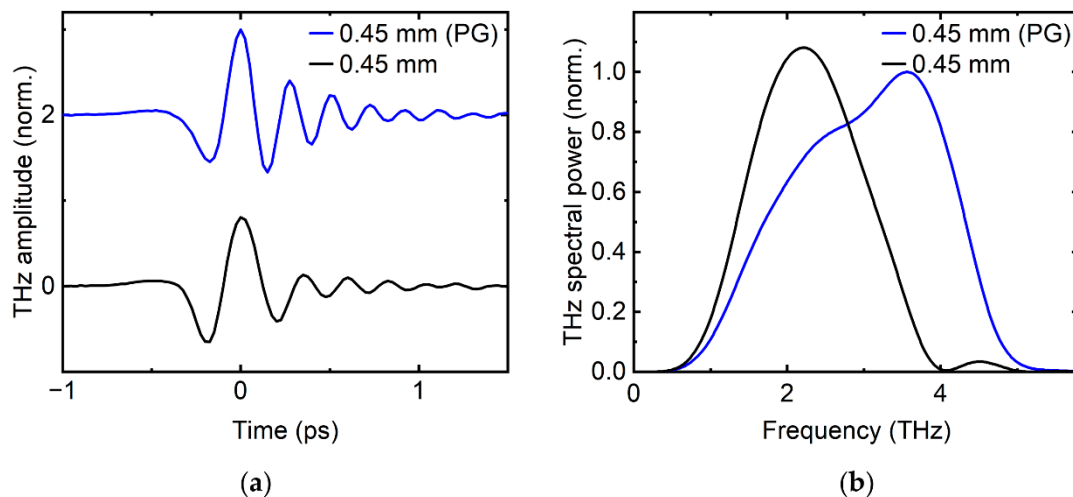 0.45 mm (PG)
0.45 mm
THz amplitude (norm.)
2
0
−1
0
1
Time (ps)
(a)
0.45 mm (PG)
0.45 mm
THz spectral power (norm.)
1.0
0.8
0.6
0.4
0.2
0.0
0
2
4
Frequency (THz)
(b)